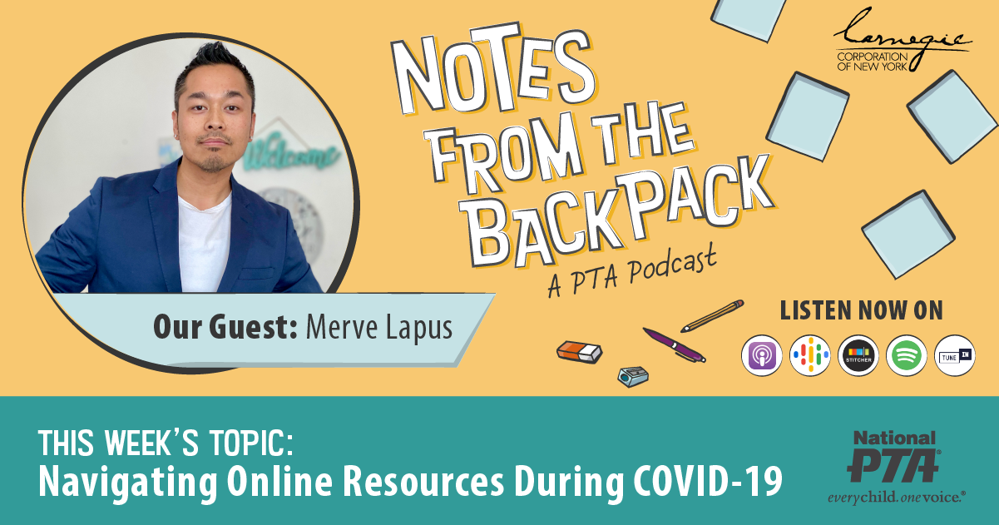 Welcome
NOTES
FROM THE
BACKPACK
A PTA Podcast
Carnegie
CORPORATION
OF NEW YORK
Our Guest: Merve Lapus
LISTEN NOW ON
STITCHER
TUNE IN
THIS WEEK'S TOPIC:
Navigating Online Resources During COVID-19
National
PTA®
everychild.onevoice.®